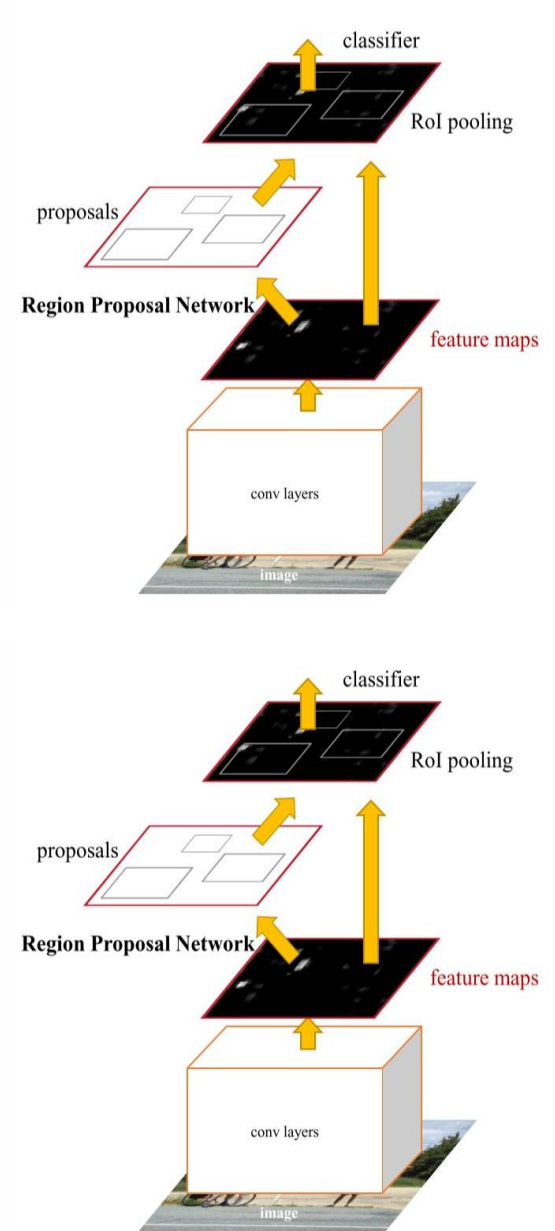 classifier
RoI pooling
proposals
Region Proposal Network
feature maps
conv layers
image
classifier
RoI pooling
proposals
Region Proposal Network
feature maps
conv layers
image